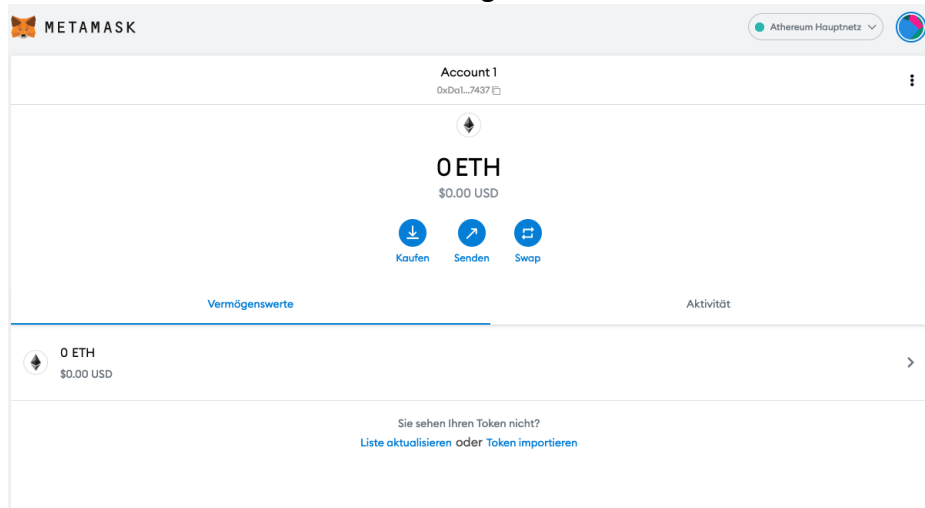 METAMASK
Athereum Hauptnetz
Account 1
0xDa1...7437
0 ETH
$0.00 USD
Kaufen Senden Swap
Vermögenswerte Aktivität
0 ETH
$0.00 USD
Sie sehen Ihren Token nicht?
Liste aktualisieren oder Token importieren